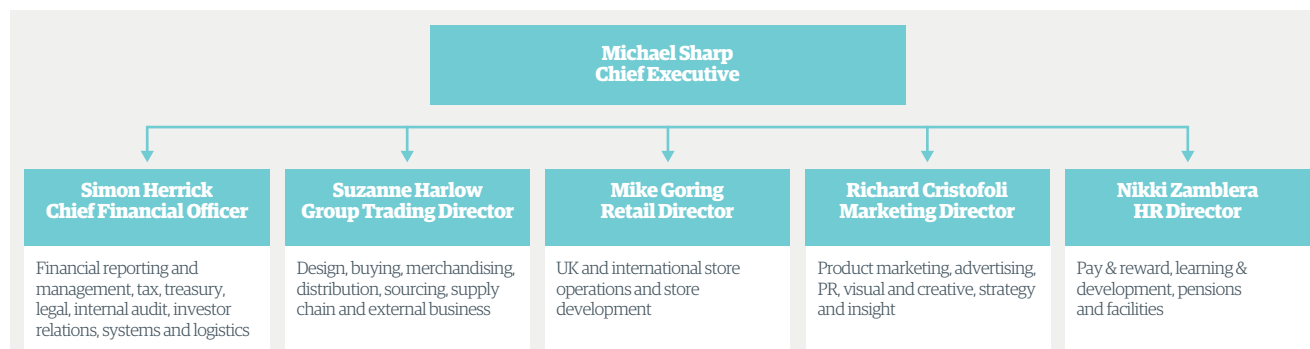 Michael Sharp
Chief Executive
Simon Herrick
Chief Financial Officer
Financial reporting and
management, tax, treasury,
legal, internal audit, investor
relations, systems and logistics
Suzanne Harlow
Group Trading Director
Design, buying, merchandising,
distribution, sourcing, supply
chain and external business
Mike Goring
Retail Director
UK and international store
operations and store
development
Richard Cristofoli
Marketing Director
Product marketing, advertising,
PR, visual and creative, strategy
and insight
Nikki Zamblera
HR Director
Pay & reward, learning &
development, pensions
and facilities